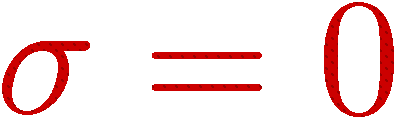 σ = 0